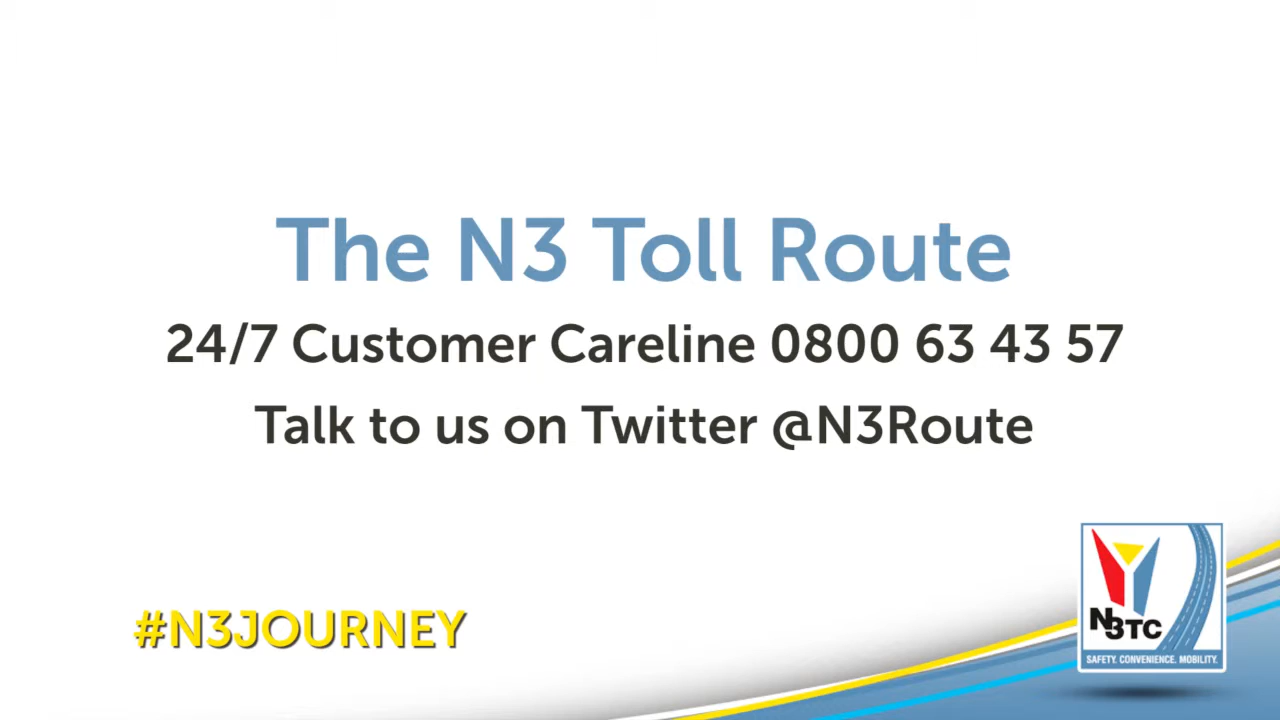 The N3 Toll Route
24/7 Customer Careline 0800 63 43 57
Talk to us on Twitter @N3Route
#N3JOURNEY
N3TC
SAFETY. CONVENIENCE. MOBILITY.